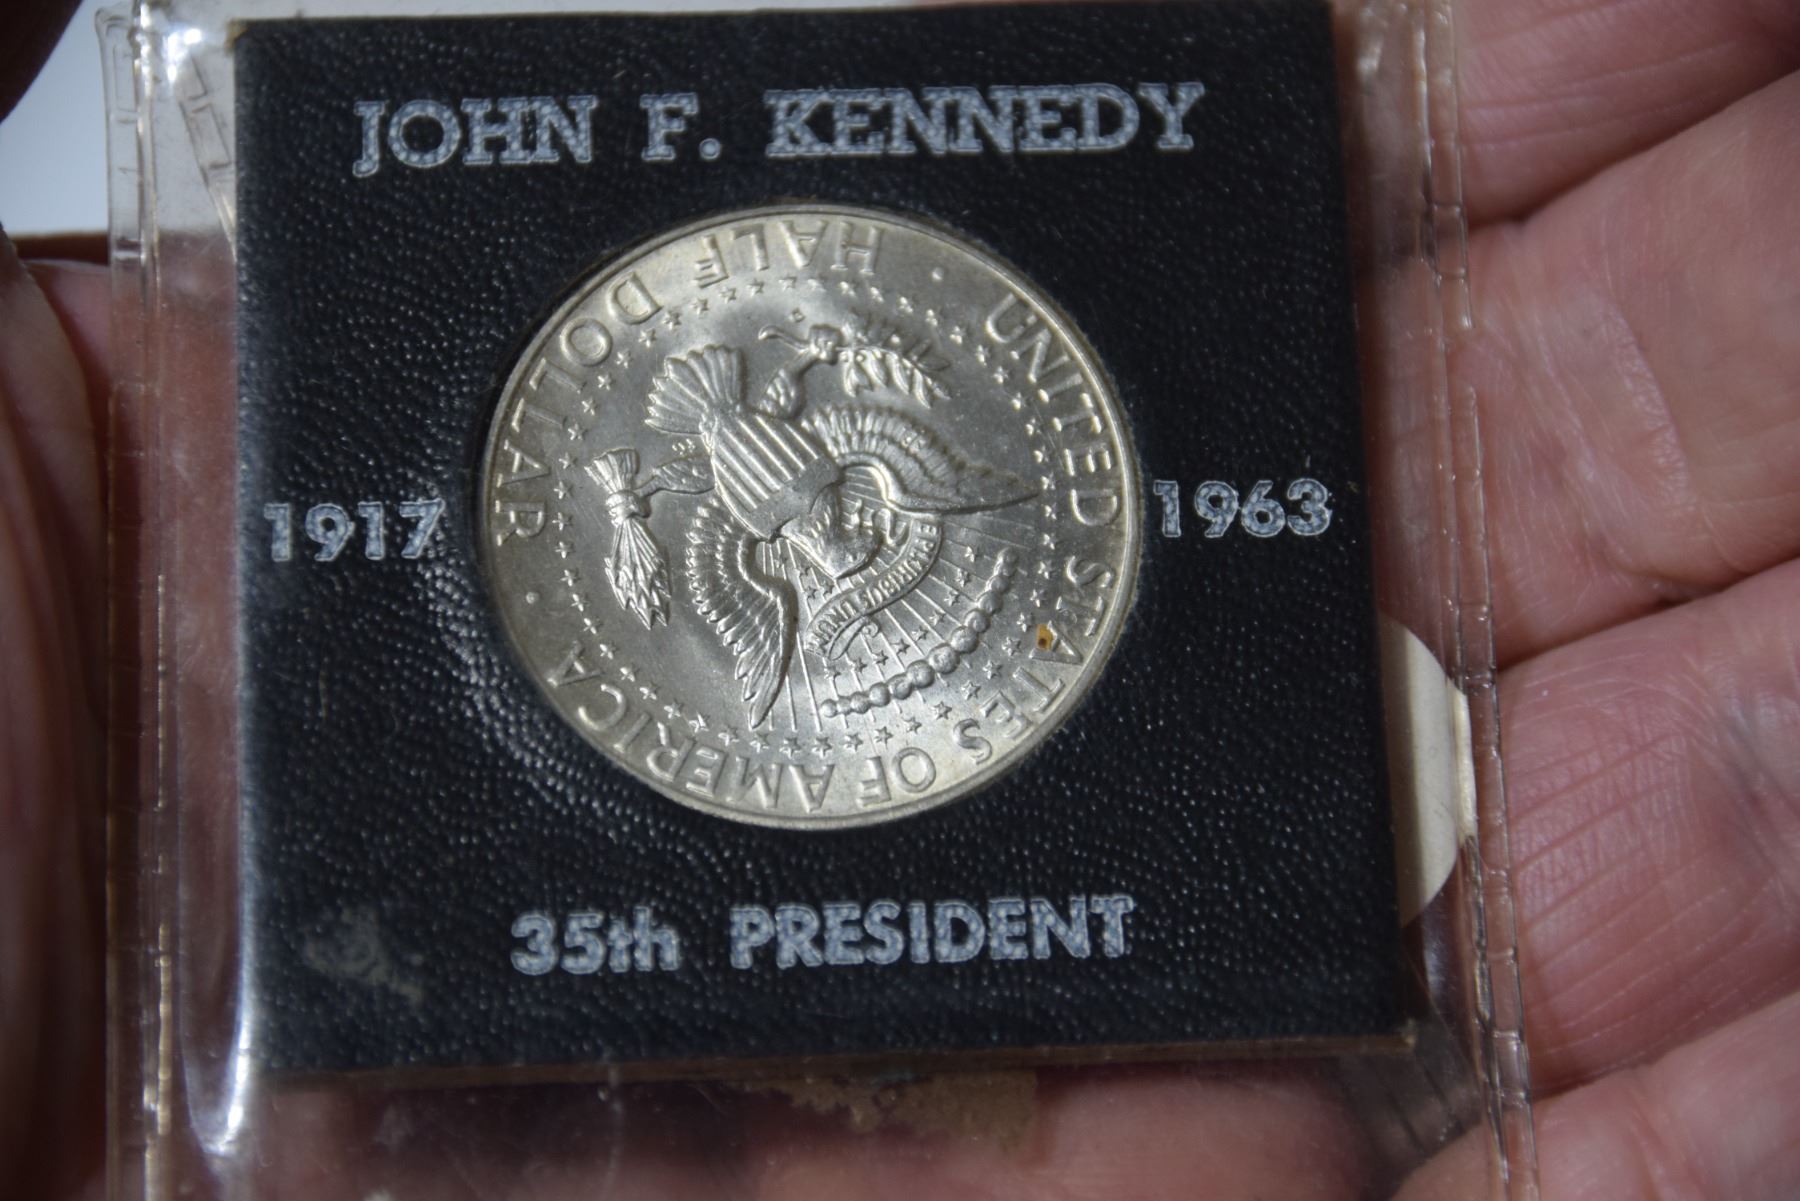 JOHN F. KENNEDY
1917
1963
UNITED STATES OF AMERICA
HALF DOLLAR
E PLURIBUS UNUM
35th PRESIDENT